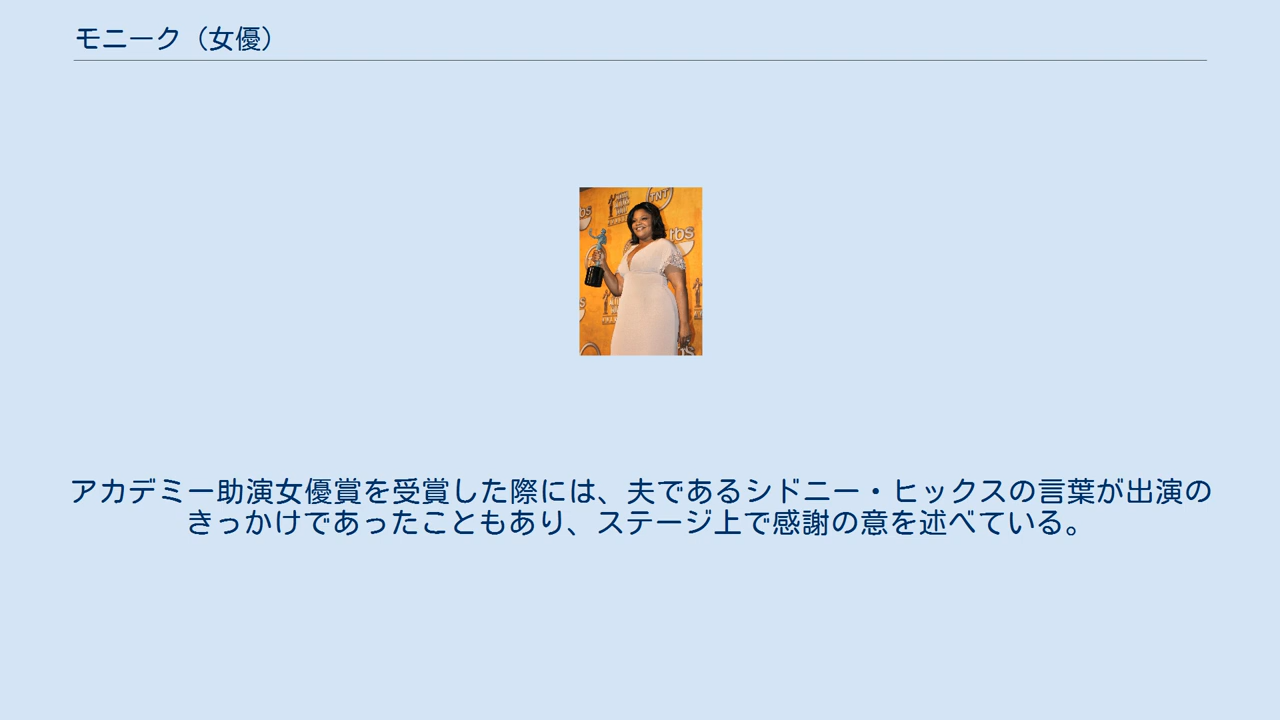 モニーク（女優）
TNT
tbs
tbs
アカデミー助演女優賞を受賞した際には、夫であるシドニー・ヒックスの言葉が出演の
きっかけであったこともあり、ステージ上で感謝の意を述べている。